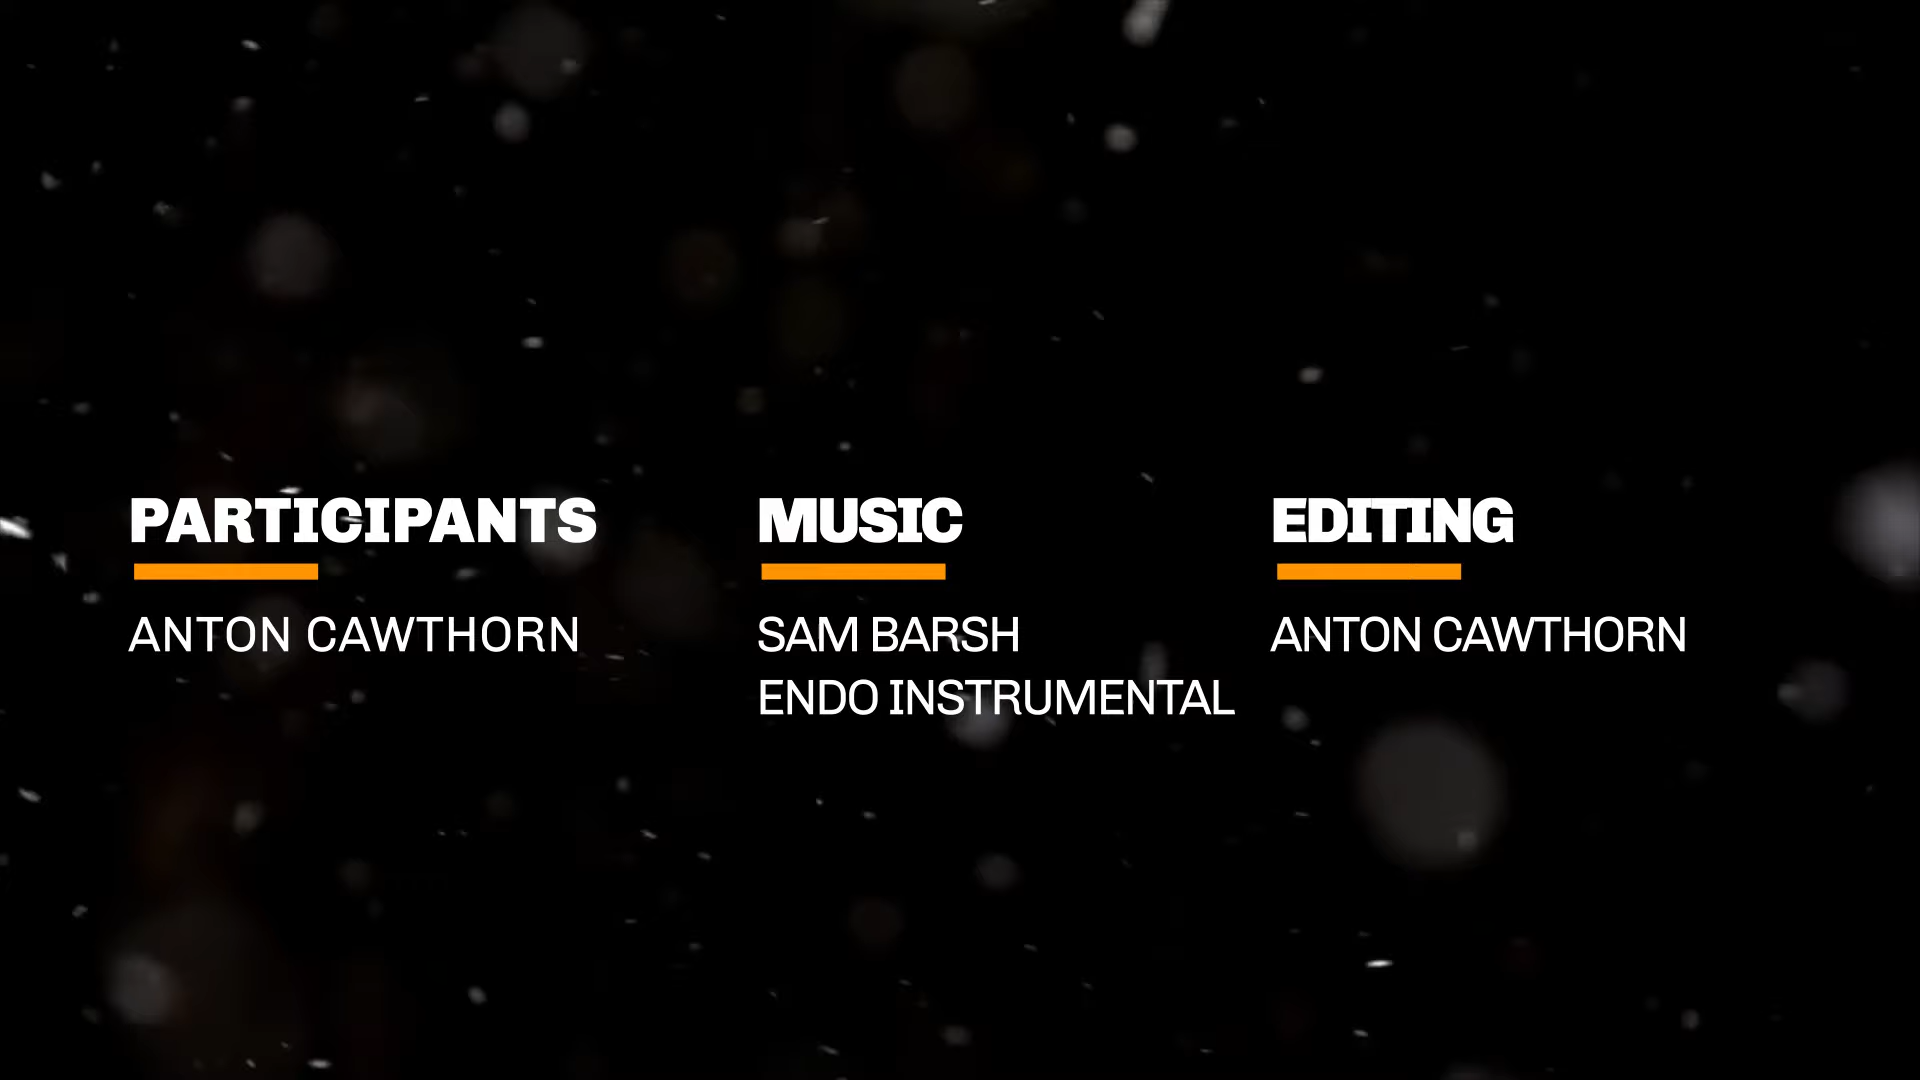 PARTICIPANTS
ANTON CAWTHORN
MUSIC
SAM BARSH
ENDO INSTRUMENTAL
EDITING
ANTON CAWTHORN